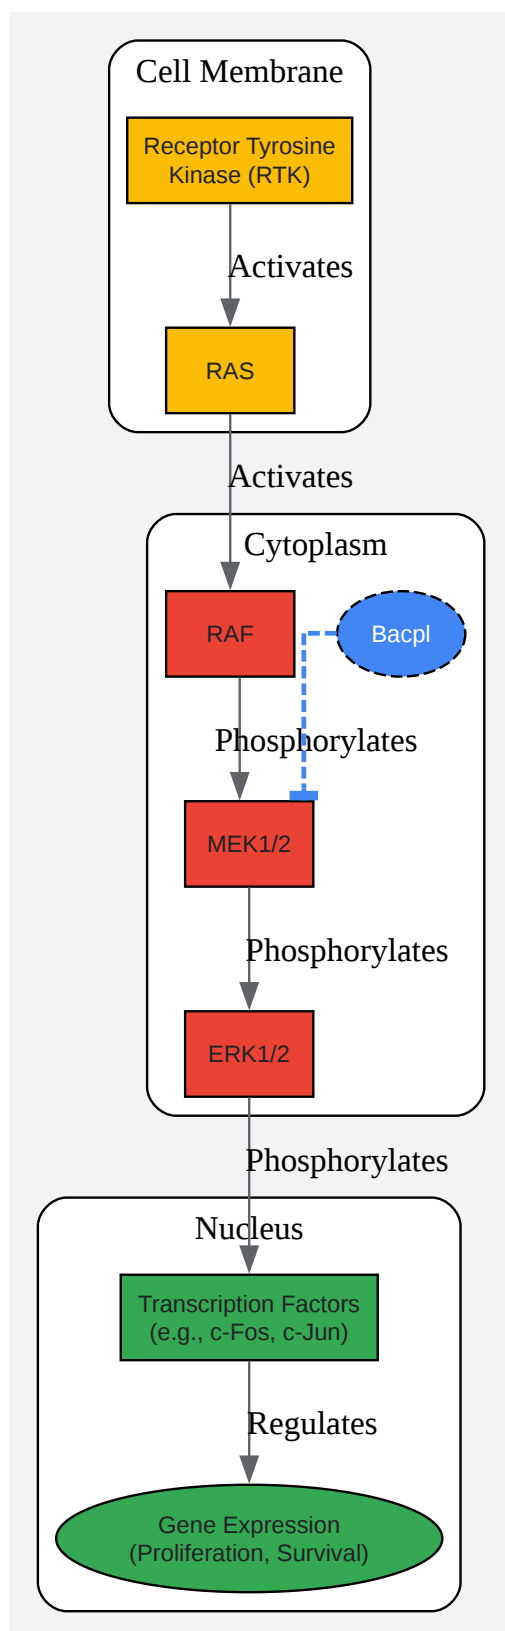 Cell Membrane
Receptor Tyrosine
Kinase (RTK)
Activates
RAS
Activates
Cytoplasm
RAF
Bacpl
Phosphorylates
MEK1/2
Phosphorylates
ERK1/2
Phosphorylates
Nucleus
Transcription Factors
(e.g., c-Fos, c-Jun)
Regulates
Gene Expression
(Proliferation, Survival)